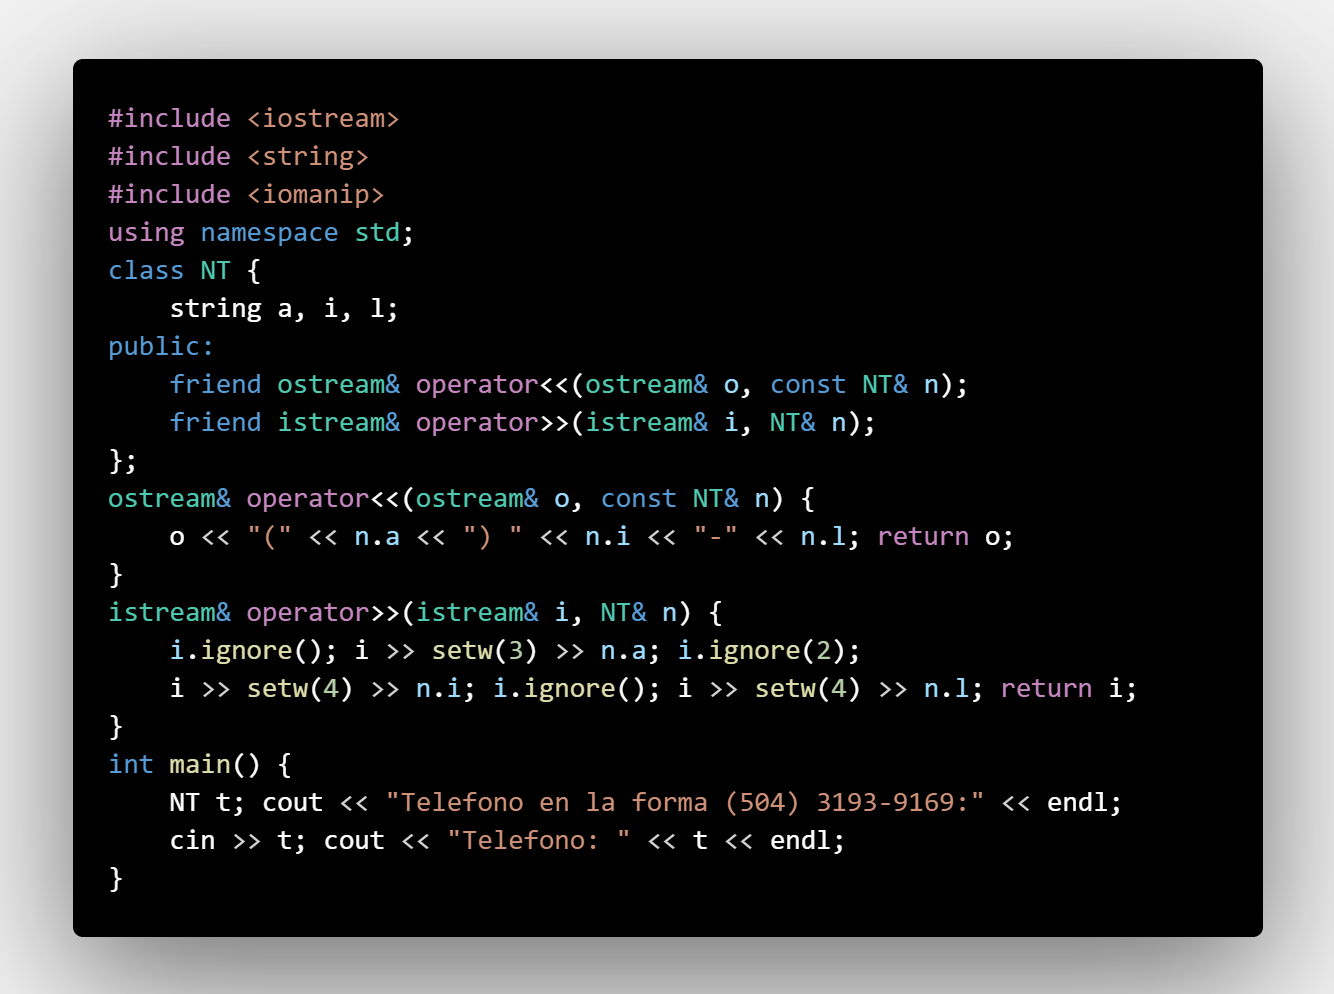 #include <iostream>
#include <string>
#include <iomanip>
using namespace std;
class NT {
    string a, i, l;
public:
    friend ostream& operator<<(ostream& o, const NT& n);
    friend istream& operator>>(istream& i, NT& n);
};
ostream& operator<<(ostream& o, const NT& n) {
    o << "(" << n.a << ") " << n.i << "-" << n.l; return o;
}
istream& operator>>(istream& i, NT& n) {
    i.ignore(); i >> setw(3) >> n.a; i.ignore(2);
    i >> setw(4) >> n.i; i.ignore(); i >> setw(4) >> n.l; return i;
}
int main() {
    NT t; cout << "Telefono en la forma (504) 3193-9169:" << endl;
    cin >> t; cout << "Telefono: " << t << endl;
}